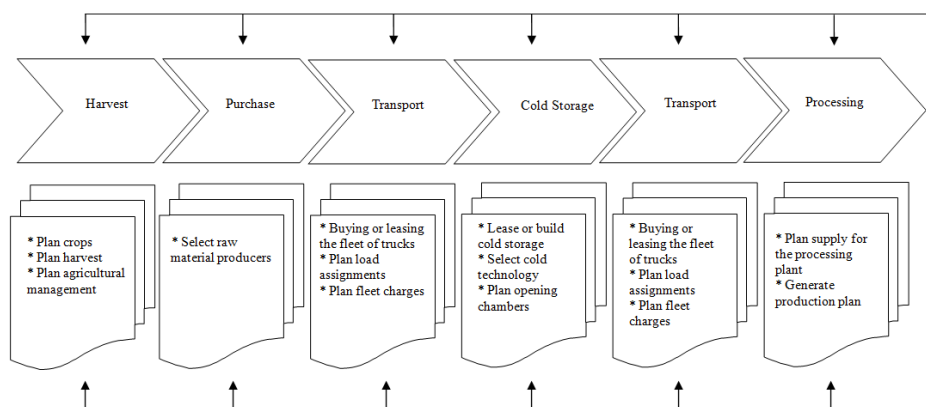 Harvest
Purchase
Transport
Cold Storage
Transport
Processing
* Plan crops
* Plan harvest
* Plan agricultural
management
* Select raw
material producers
* Buying or leasing
the fleet of trucks
* Plan load
assignments
* Plan fleet charges
* Lease or build
cold storage
* Select cold
technology
* Plan opening
chambers
* Buying or
leasing the fleet
of trucks
* Plan load
assignments
* Plan fleet
charges
* Plan supply for
the processing
plant
* Generate
production plan